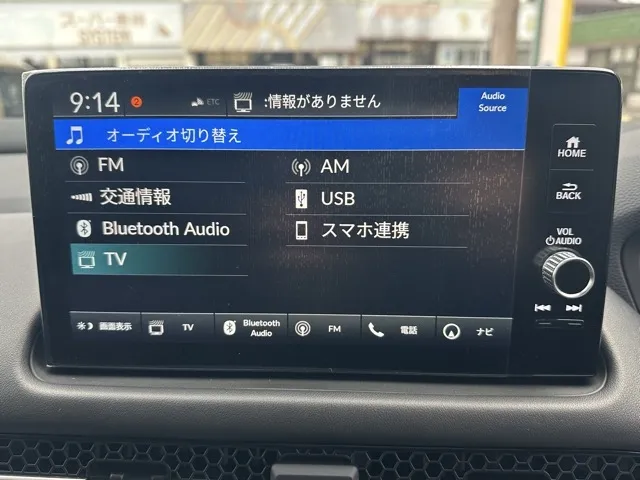 9:14 2 ETC :情報がありません Audio Source
オーディオ切り替え
FM AM
交通情報 USB
Bluetooth Audio スマホ連携
TV
HOME
BACK
VOL
AUDIO
画面表示 TV Bluetooth Audio FM 電話 ナビ